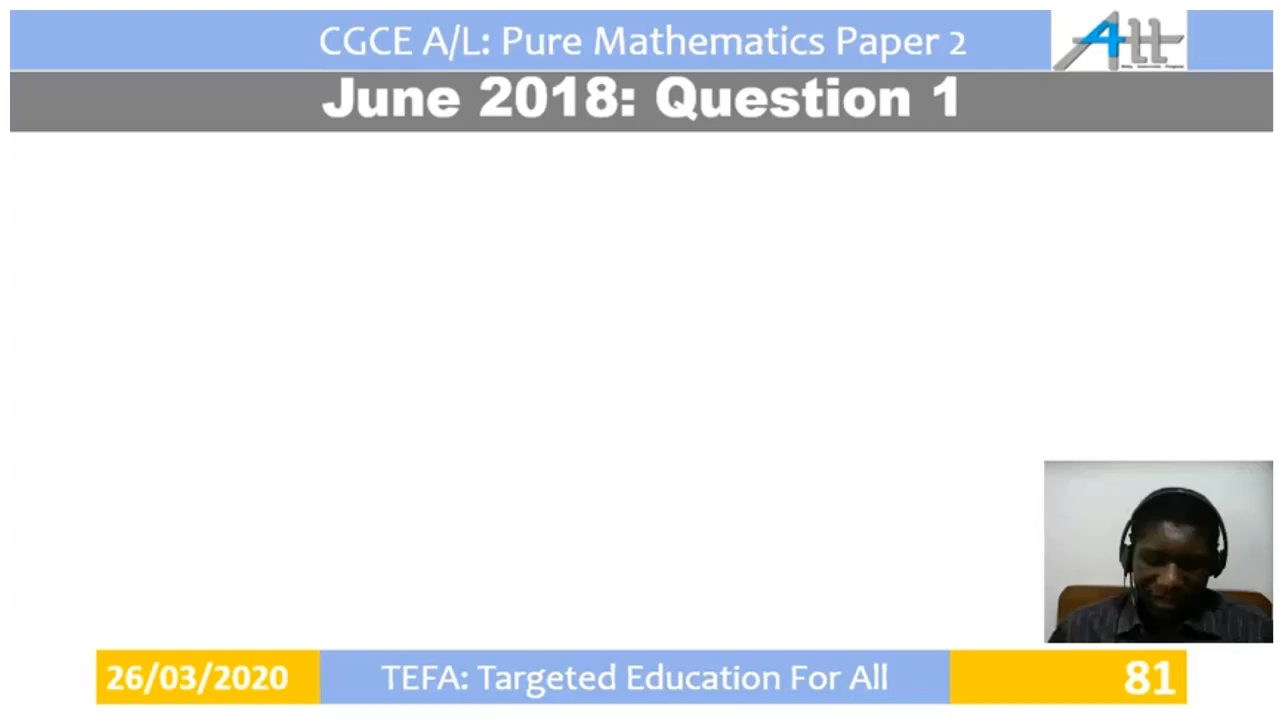 CGCE A/L: Pure Mathematics Paper 2
June 2018: Question 1
26/03/2020
TEFA: Targeted Education For All
81